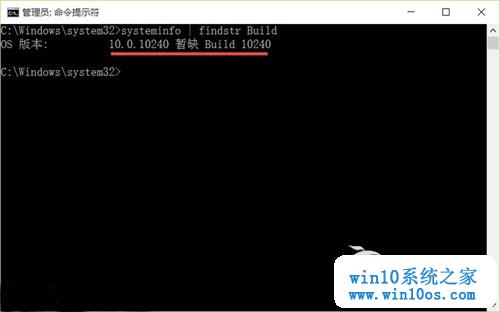 管理员: 命令提示符
C:\Windows\system32>systeminfo | findstr Build
OS 版本: 10.0.10240 暂缺 Build 10240
C:\Windows\system32>
win10系统之家
www.win10os.com